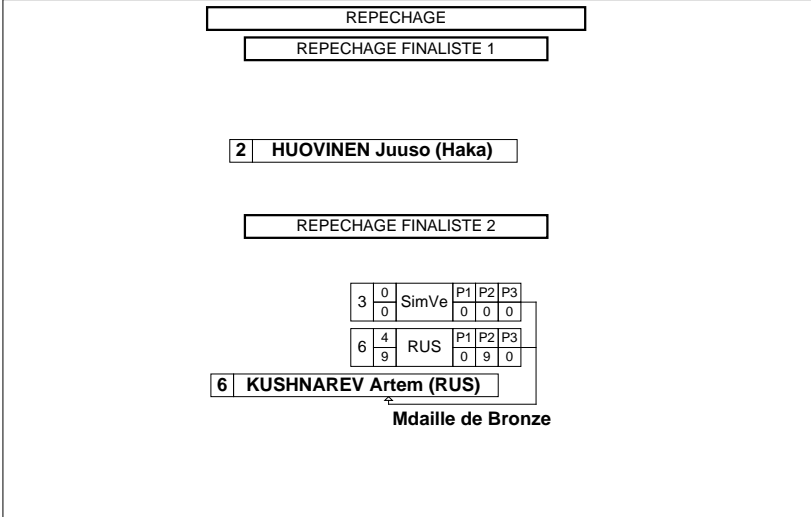 REPECHAGE
REPECHAGE FINALISTE 1
2 HUOVINEN Juuso (Haka)
REPECHAGE FINALISTE 2
3 0 SimVe P1 P2 P3
0 0 0 0
6 4 RUS P1 P2 P3
9 0 9 0
6 KUSHNAREV Artem (RUS)
Mdaille de Bronze